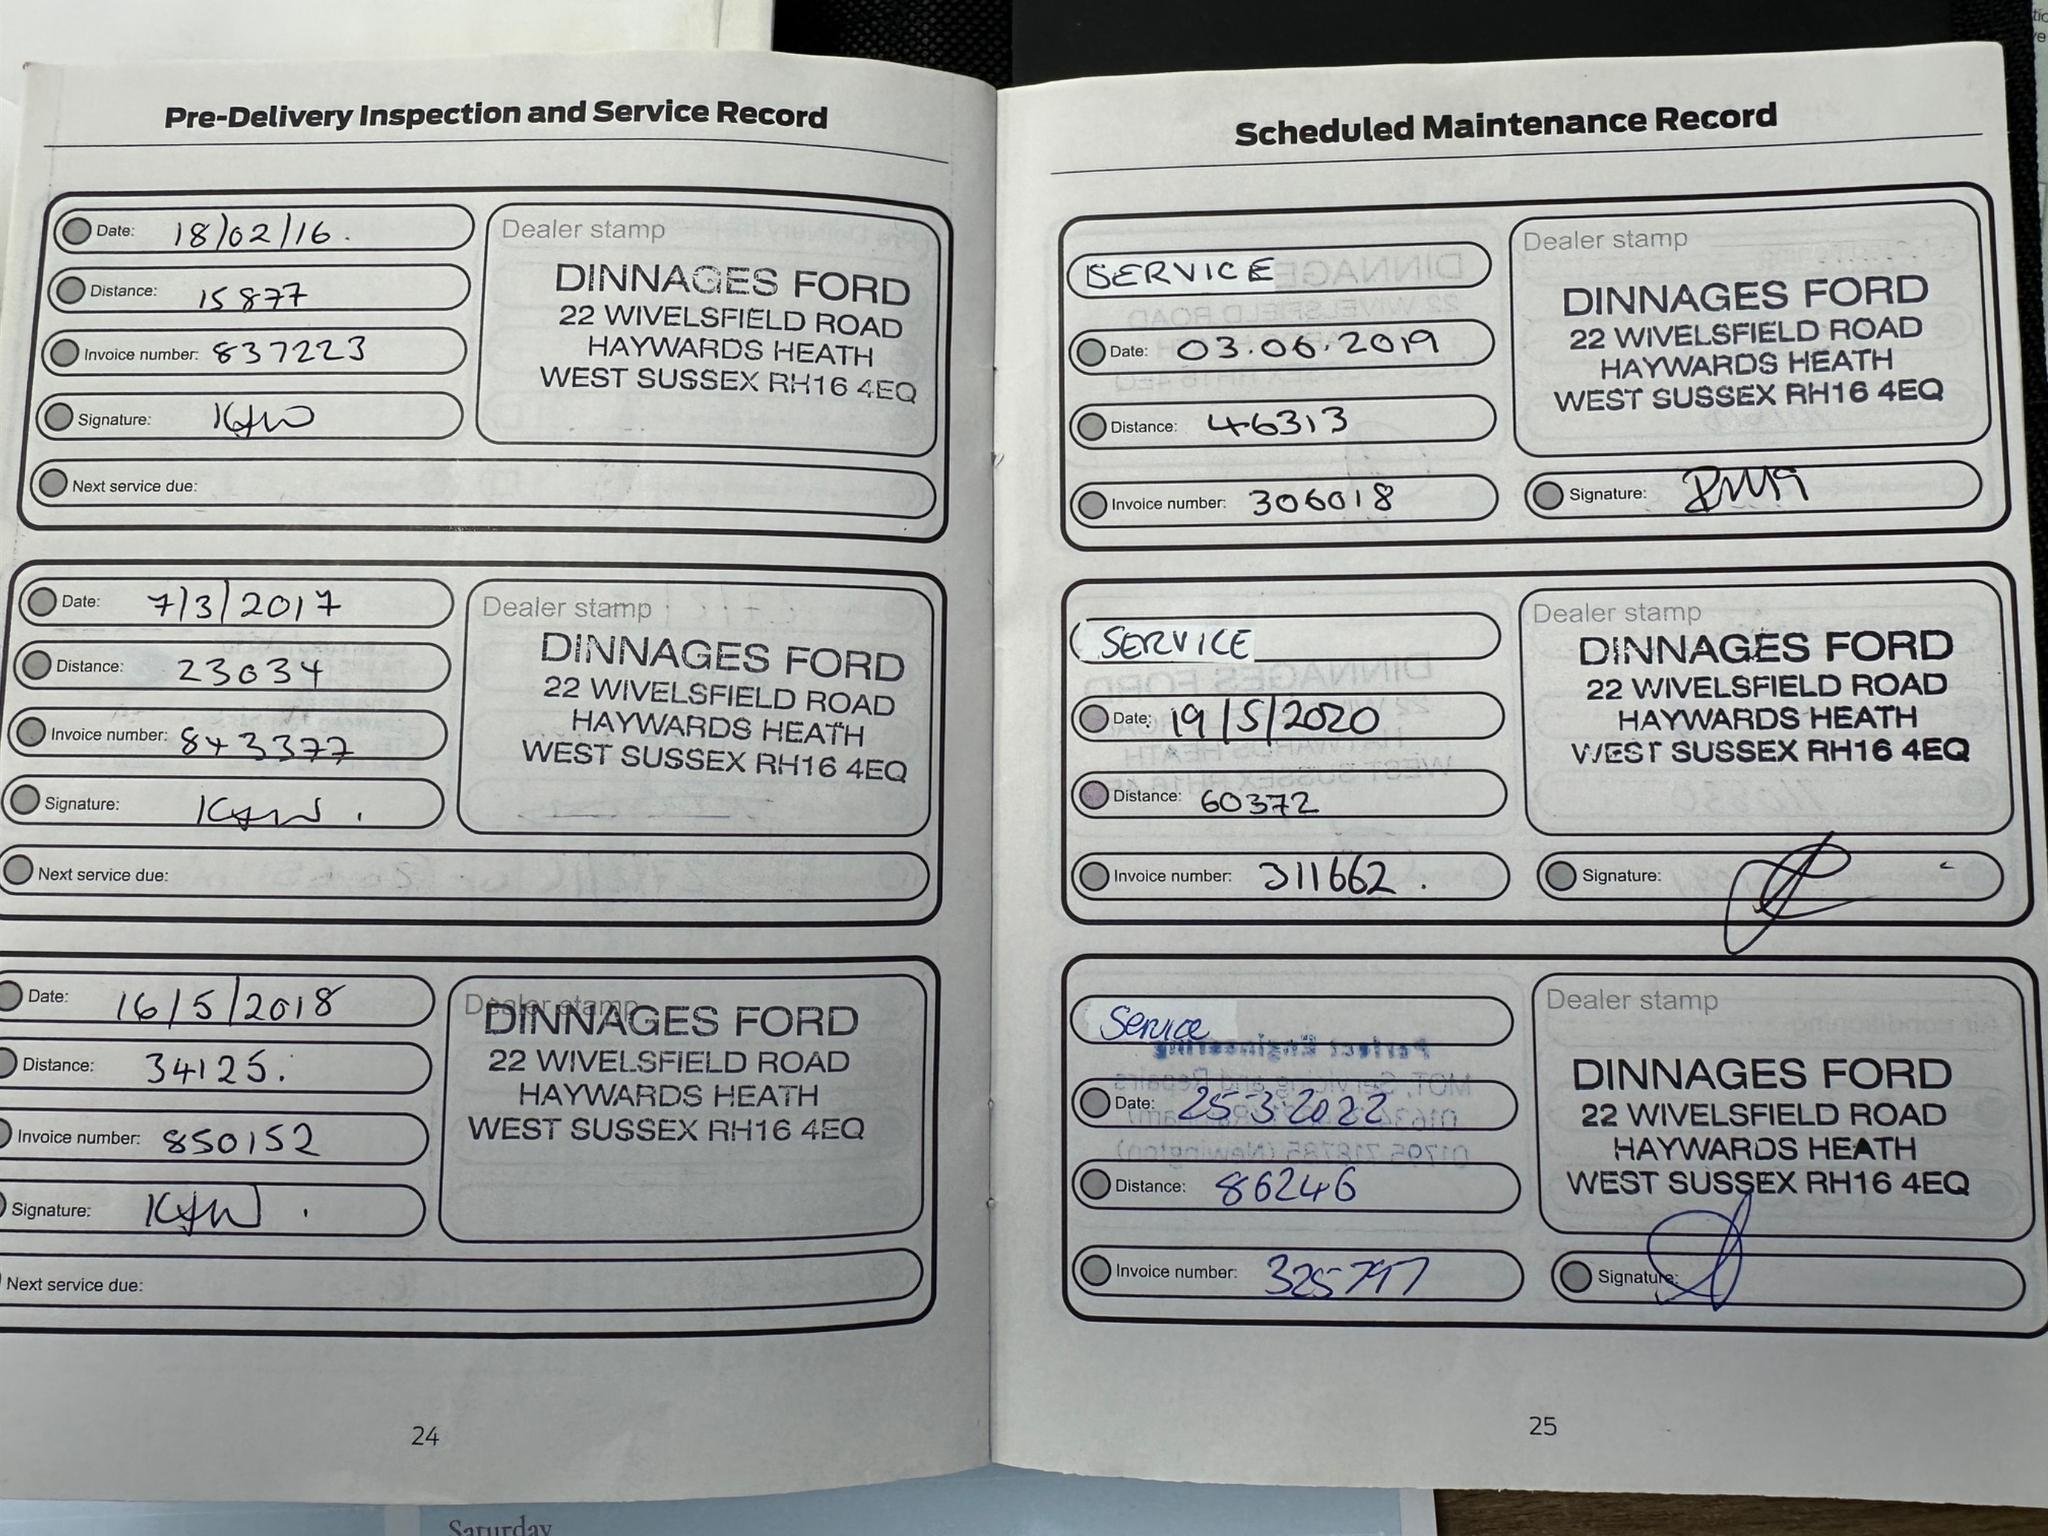 Pre-Delivery Inspection and Service Record
Date: 18/02/16.
Distance: 15877
Invoice number: 837223
Signature:
Next service due:
Dealer stamp
DINNAGES FORD
22 WIVELSFIELD ROAD
HAYWARDS HEATH
WEST SUSSEX RH16 4EQ
Date: 7/3/2017
Distance: 23034
Invoice number: 843377
Signature:
Next service due:
Dealer stamp
DINNAGES FORD
22 WIVELSFIELD ROAD
HAYWARDS HEATH
WEST SUSSEX RH16 4EQ
Date: 16/5/2018
Distance: 34125.
Invoice number: 850152
Signature:
Next service due:
Dealer stamp
DINNAGES FORD
22 WIVELSFIELD ROAD
HAYWARDS HEATH
WEST SUSSEX RH16 4EQ
24
Scheduled Maintenance Record
SERVICE
Date: 03.06.2019
Distance: 46313
Invoice number: 306018
Dealer stamp
DINNAGES FORD
22 WIVELSFIELD ROAD
HAYWARDS HEATH
WEST SUSSEX RH16 4EQ
Signature:
SERVICE
Date: 19/5/2020
Distance: 60372
Invoice number: 311662.
Dealer stamp
DINNAGES FORD
22 WIVELSFIELD ROAD
HAYWARDS HEATH
WEST SUSSEX RH16 4EQ
Signature:
Service
Date: 25-3-2022
Distance: 86246
Invoice number: 325797
Dealer stamp
DINNAGES FORD
22 WIVELSFIELD ROAD
HAYWARDS HEATH
WEST SUSSEX RH16 4EQ
Signature:
25
Saturday